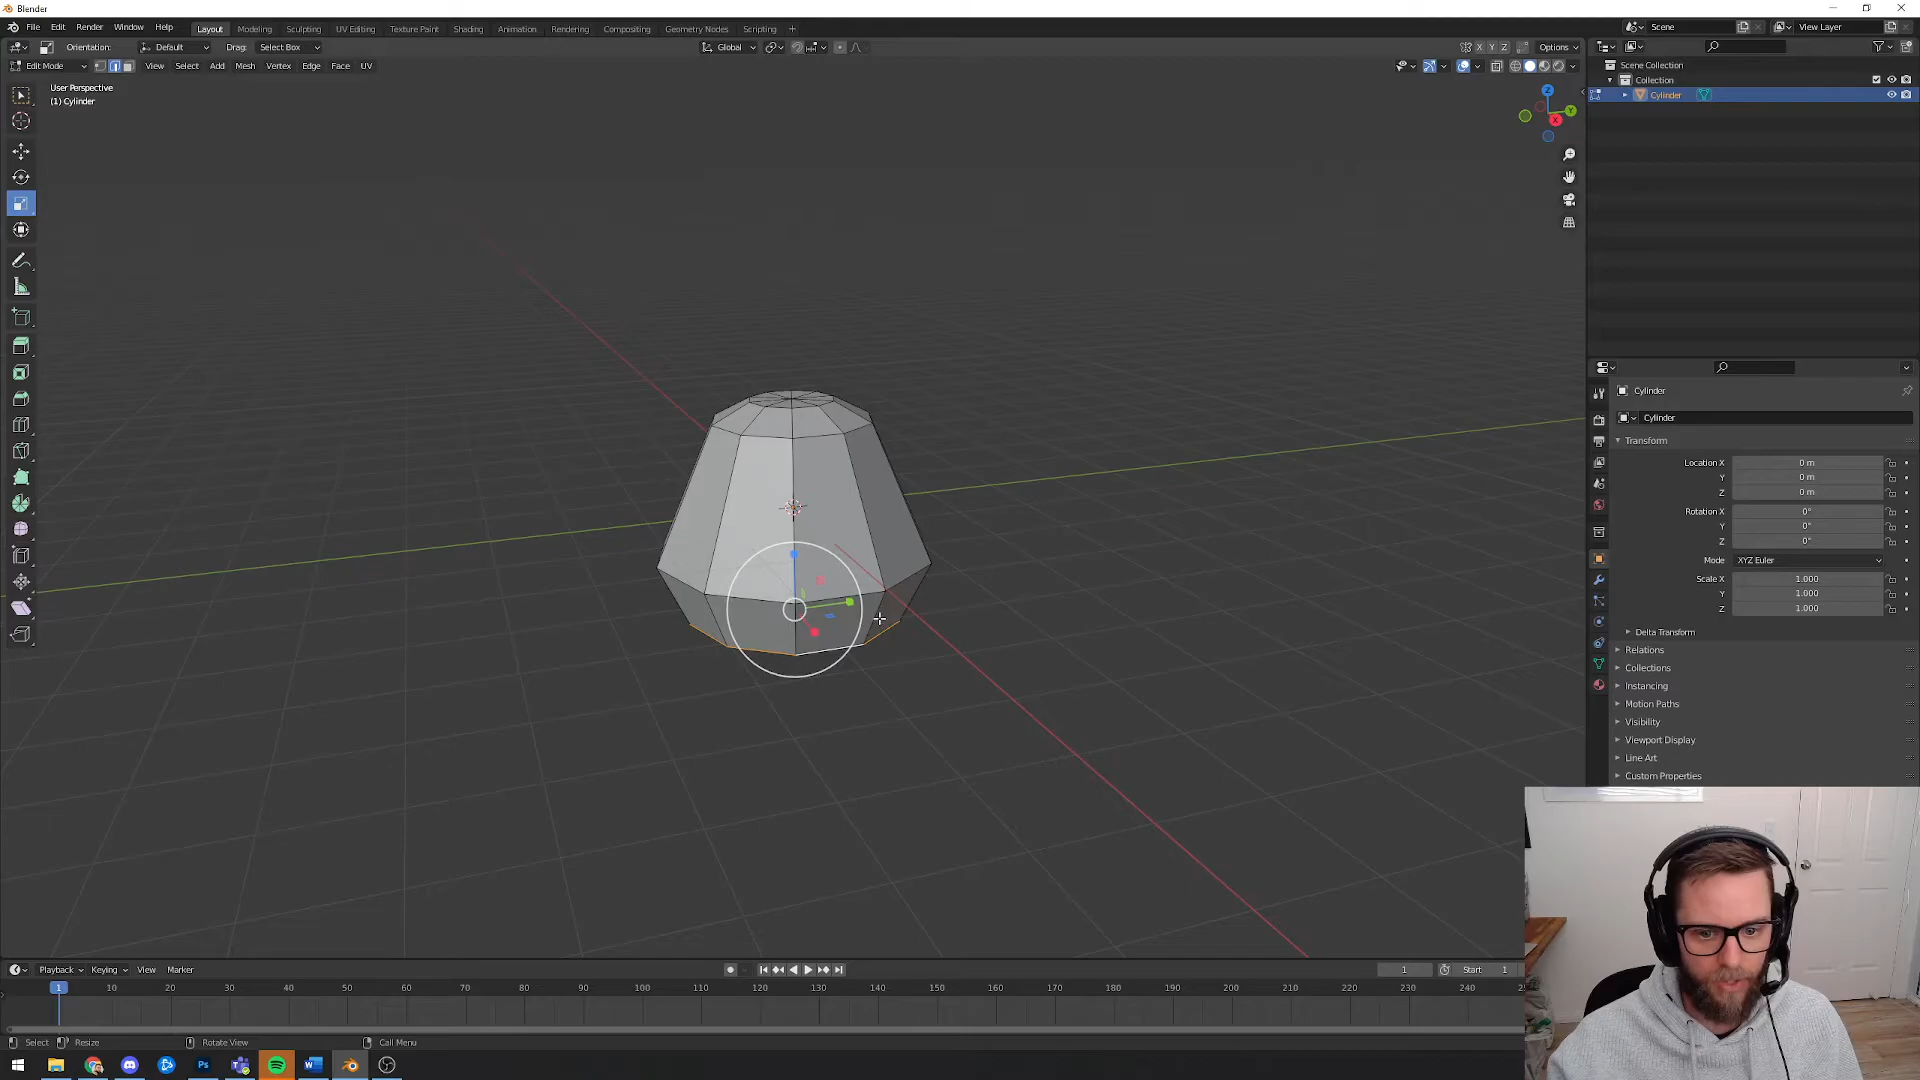 Blender
File Edit Render Window Help
Layout Modeling Sculpting UV Editing Texture Paint Shading Animation Rendering Compositing Geometry Nodes Scripting +
Scene
View Layer
Orientation: Default Drag: Select Box
Global
X Y Z
Options
Edit Mode
View Select Add Mesh Vertex Edge Face UV
User Perspective
(1) Cylinder
Z
Y
X
Scene Collection
Collection
Cylinder
Cylinder
Cylinder
Transform
Location X 0 m
Y 0 m
Z 0 m
Rotation X 0°
Y 0°
Z 0°
Mode XYZ Euler
Scale X 1.000
Y 1.000
Z 1.000
Delta Transform
Relations
Collections
Instancing
Motion Paths
Visibility
Viewport Display
Line Art
Custom Properties
Playback Keying View Marker
1
Start 1
1 10 20 30 40 50 60 70 80 90 100 110 120 130 140 150 160 170 180 190 200 210 220 230 240
Select Resize Rotate View Call Menu
Ps
W